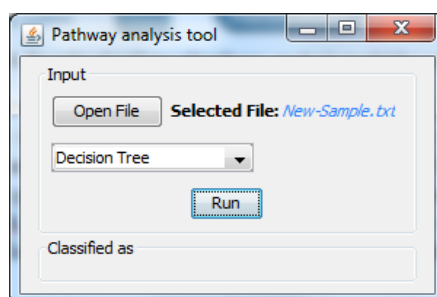 Pathway analysis tool
Input
Open File Selected File: New-Sample.txt
Decision Tree
Run
Classified as